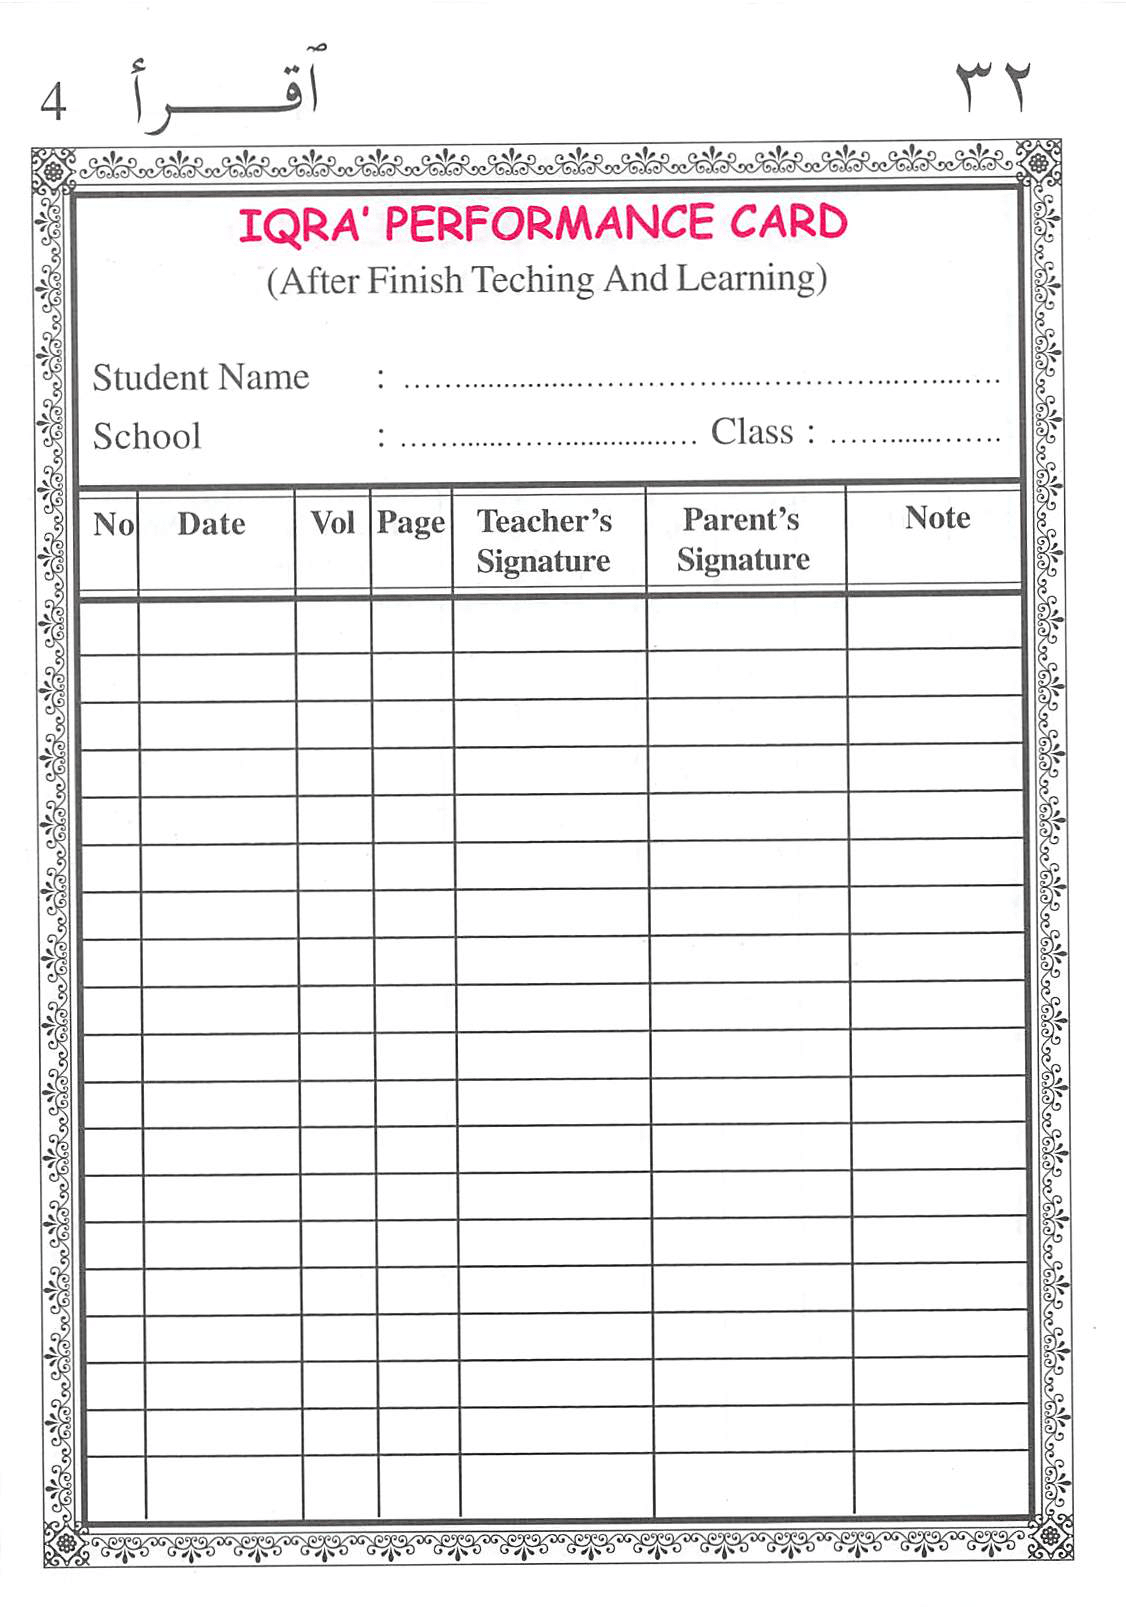 4 ٱقـــرأ ٣٢
IQRA' PERFORMANCE CARD
(After Finish Teching And Learning)
Student Name : ................................................................
School : ................................ Class : ....................
No Date Vol Page Teacher's Signature Parent's Signature Note